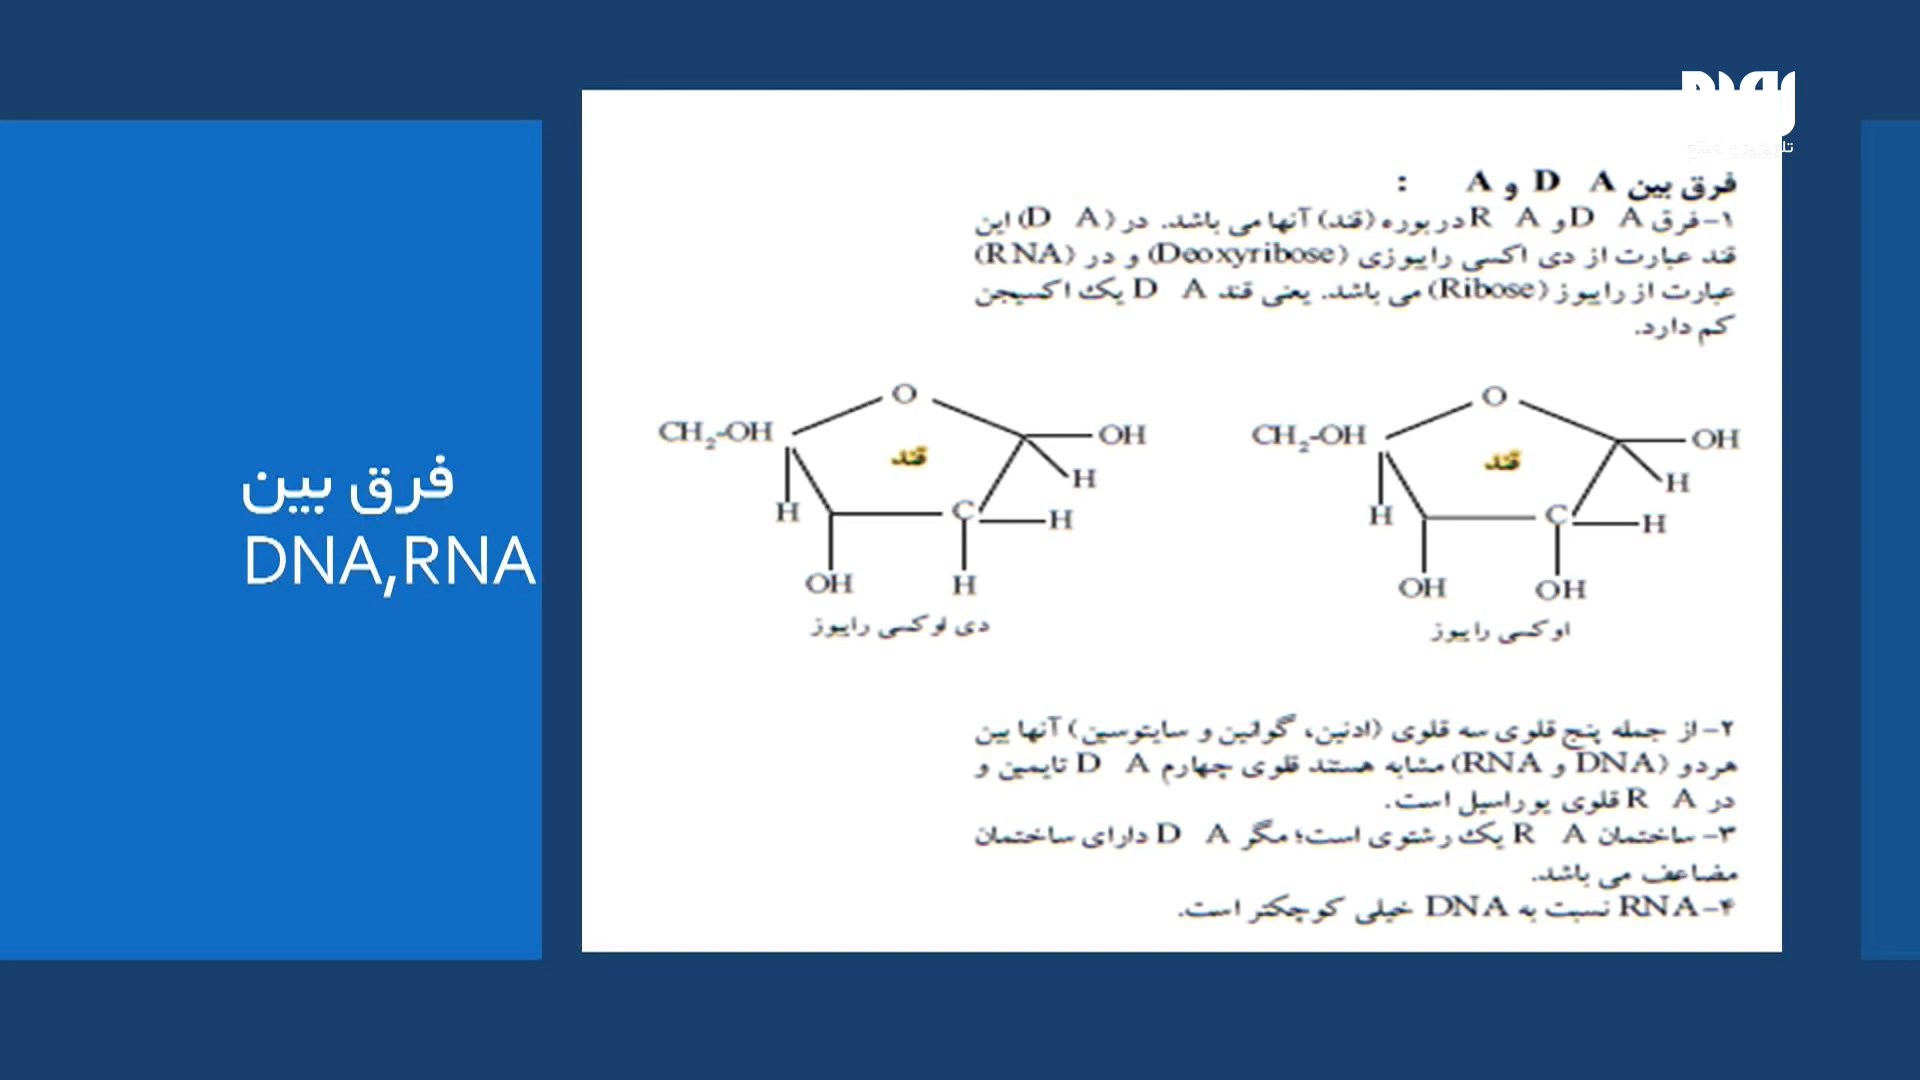 فرق بین
DNA,RNA
فرق بین D A و A :
۱-فرق D A و R A در بوره (قند) آنها می باشد. در (D A) این
قند عبارت از دی اکسی رایبوزی (Deoxyribose) و در (RNA)
عبارت از رایبوز (Ribose) می باشد. یعنی قند D A یک اکسیجن
کم دارد.
O
CH2-OH
OH
قند
H
H
C
H
OH
H
دی اوکسی رایبوز
O
CH2-OH
OH
قند
H
H
C
H
OH
OH
اوکسی رایبوز
۲-از جمله پنج قلوی سه قلوی (ادنین، گوانین و سایتوسین) آنها بین
هردو (DNA و RNA) مشابه هستند قلوی چهارم D A تایمین و
در R A قلوی یوراسیل است.
۳- ساختمان R A یک رشتوی است؛ مگر D A دارای ساختمان
مضاعف می باشد.
۴-RNA نسبت به DNA خیلی کوچکتر است.